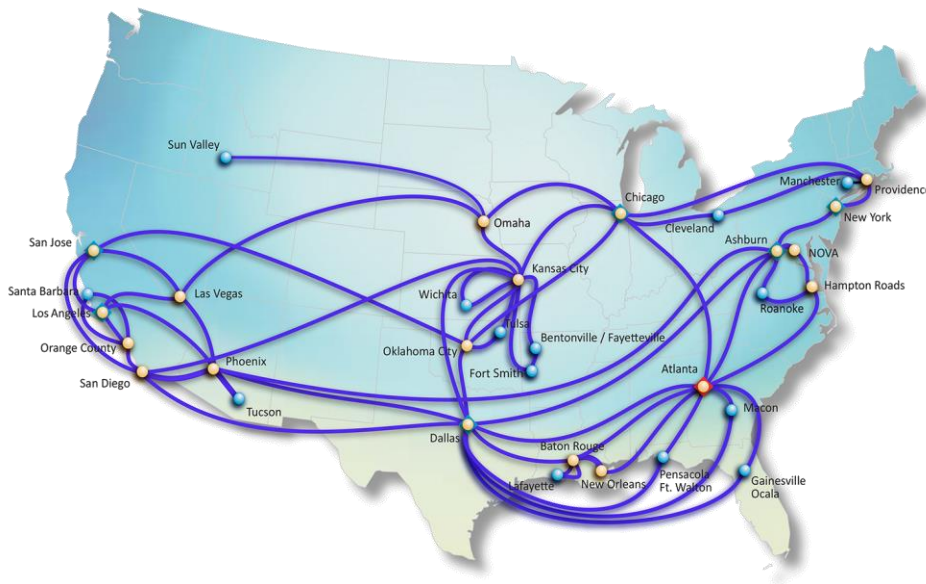 Sun Valley
Chicago
Manchester
Providence
Omaha
Cleveland
New York
San Jose
Ashburn
NOVA
Kansas City
Santa Barbara
Las Vegas
Wichita
Hampton Roads
Los Angeles
Roanoke
Tulsa
Orange County
Oklahoma City
Bentonville / Fayetteville
Phoenix
Atlanta
San Diego
Fort Smith
Tucson
Macon
Dallas
Baton Rouge
Lafayette
New Orleans
Pensacola
Ft. Walton
Gainesville
Ocala